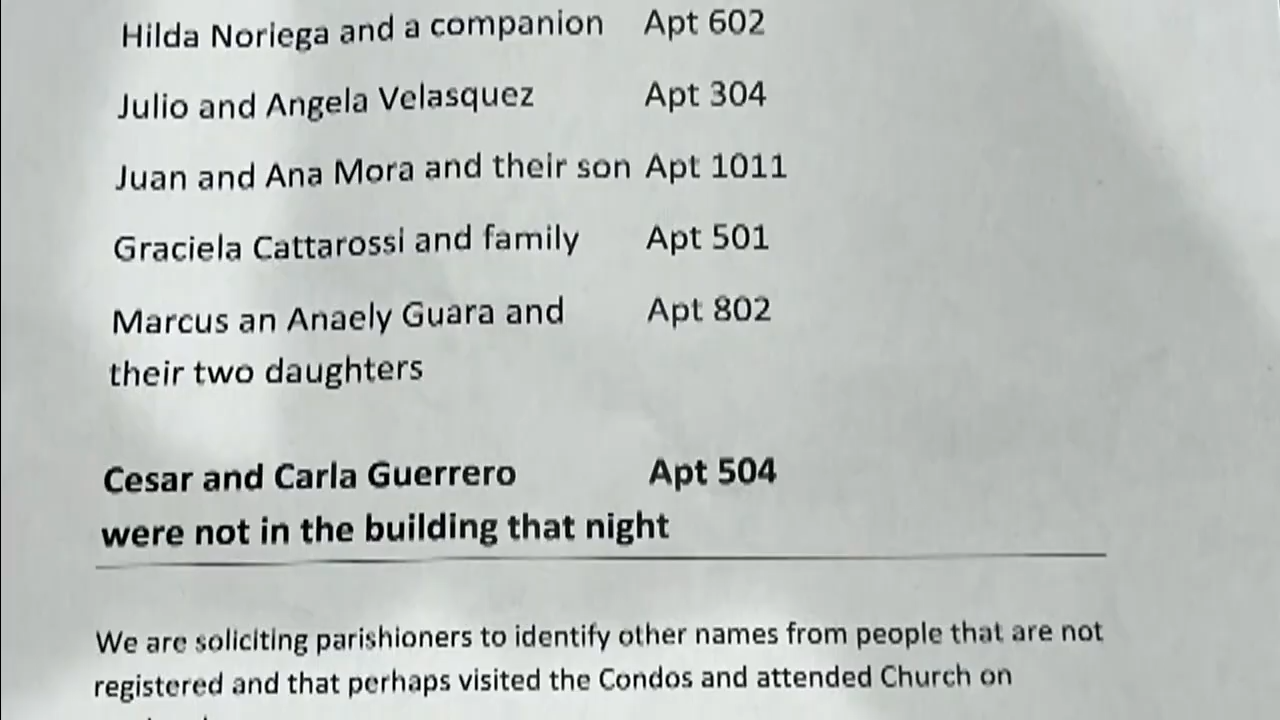 Hilda Noriega and a companion Apt 602
Julio and Angela Velasquez Apt 304
Juan and Ana Mora and their son Apt 1011
Graciela Cattarossi and family Apt 501
Marcus an Anaely Guara and Apt 802
their two daughters
Cesar and Carla Guerrero Apt 504
were not in the building that night
We are soliciting parishioners to identify other names from people that are not
registered and that perhaps visited the Condos and attended Church on